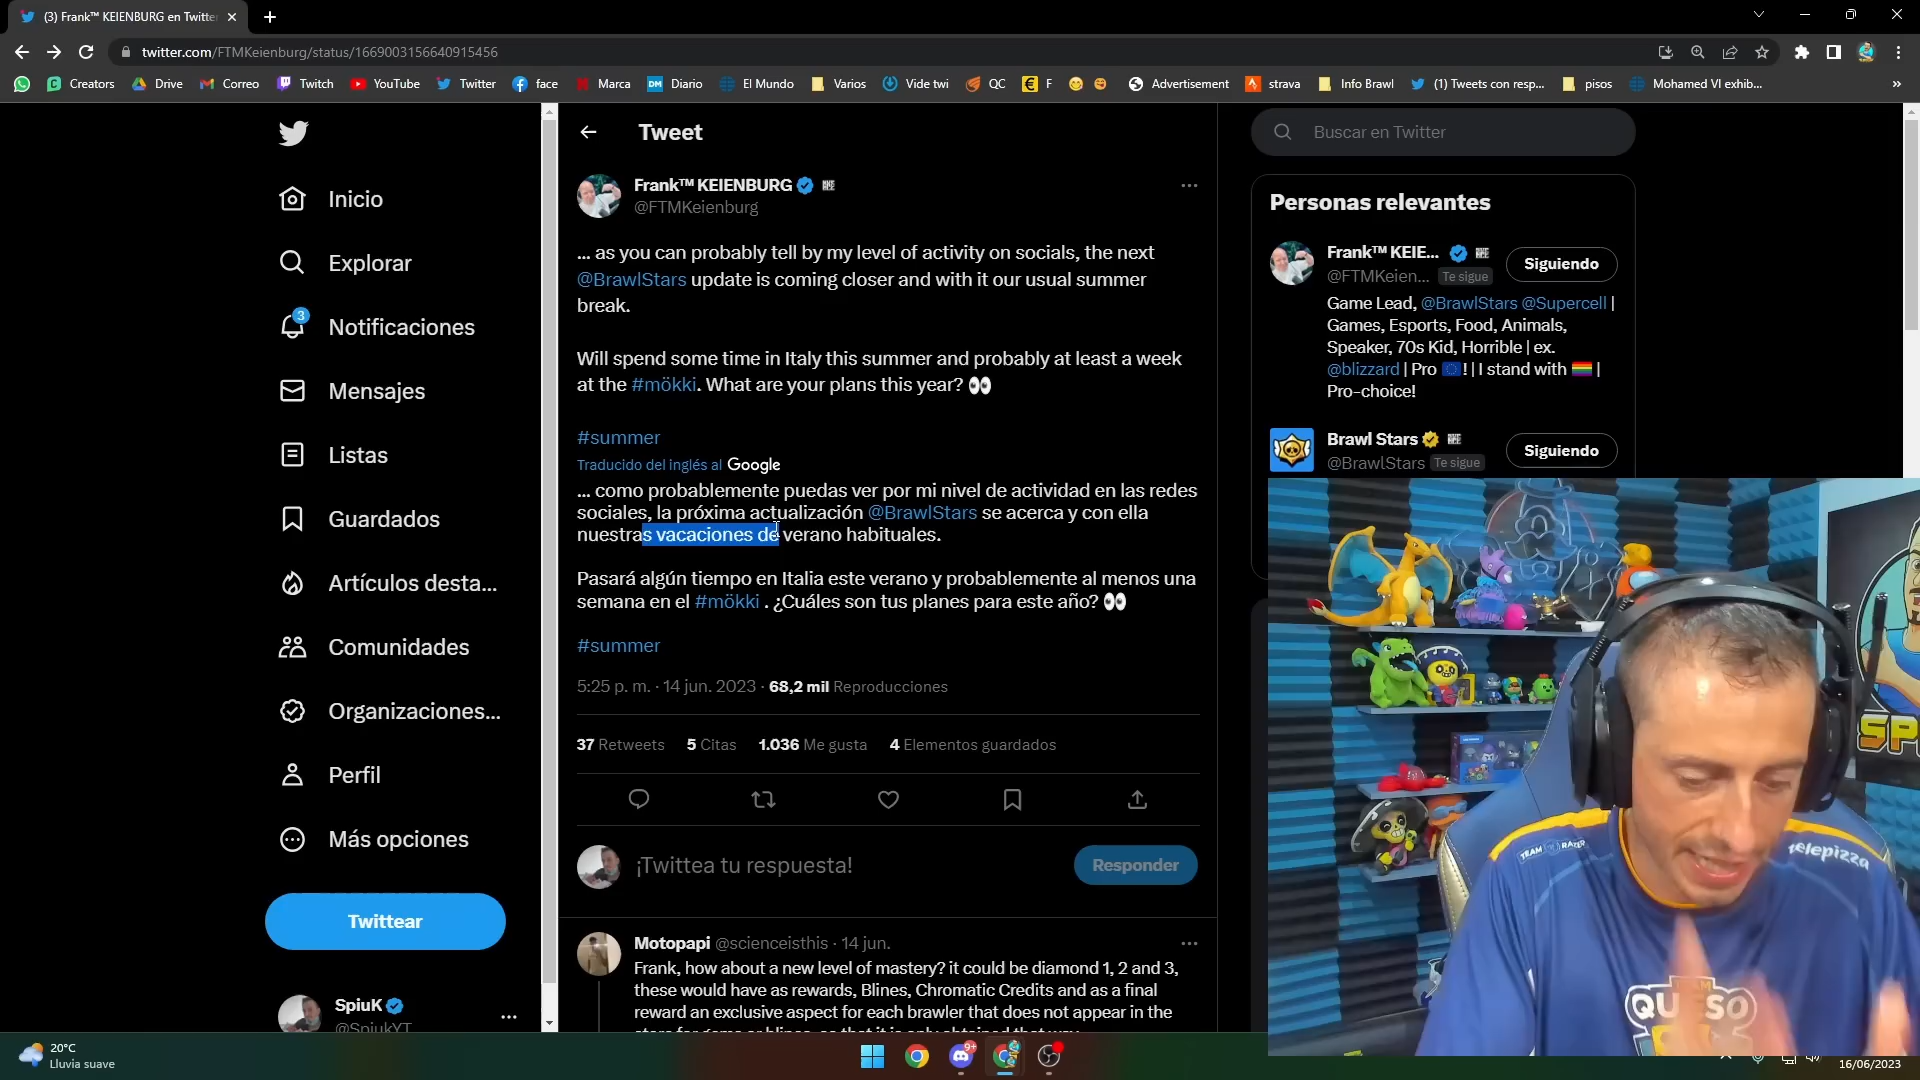 (3) Frank™ KEIENBURG en Twitte
twitter.com/FTMKeienburg/status/1669003156640915456
Creators
Drive
Correo
Twitch
YouTube
Twitter
face
Marca
DM Diario
El Mundo
Varios
Vide twi
QC
€ F
Advertisement
strava
Info Brawl
(1) Tweets con resp...
pisos
Mohamed VI exhib...
»
Inicio
Explorar
3
Notificaciones
Mensajes
Listas
Guardados
Artículos desta...
Comunidades
Organizaciones...
Perfil
Más opciones
Twittear
SpiuK
@SpiukYT
Tweet
Frank™ KEIENBURG
@FTMKeienburg
... as you can probably tell by my level of activity on socials, the next
@BrawlStars update is coming closer and with it our usual summer
break.
Will spend some time in Italy this summer and probably at least a week
at the #mökki. What are your plans this year? 👀
#summer
Traducido del inglés al Google
... como probablemente puedas ver por mi nivel de actividad en las redes
sociales, la próxima actualización @BrawlStars se acerca y con ella
nuestras vacaciones de verano habituales.
Pasará algún tiempo en Italia este verano y probablemente al menos una
semana en el #mökki . ¿Cuáles son tus planes para este año? 👀
#summer
5:25 p. m. · 14 jun. 2023 · 68,2 mil Reproducciones
37 Retweets 5 Citas 1.036 Me gusta 4 Elementos guardados
¡Twittea tu respuesta!
Responder
Motopapi @scienceisthis · 14 jun.
Frank, how about a new level of mastery? it could be diamond 1, 2 and 3,
these would have as rewards, Blines, Chromatic Credits and as a final
reward an exclusive aspect for each brawler that does not appear in the
Buscar en Twitter
Personas relevantes
Frank™ KEIE...
Siguiendo
@FTMKeien... Te sigue
Game Lead, @BrawlStars @Supercell |
Games, Esports, Food, Animals,
Speaker, 70s Kid, Horrible | ex.
@blizzard | Pro 🇪🇺! | I stand with 🏳️‍🌈 |
Pro-choice!
Brawl Stars
Siguiendo
@BrawlStars Te sigue
TEAM RAZER
telepizza
QUESO
SP
20°C
Lluvia suave
9+
16/06/2023